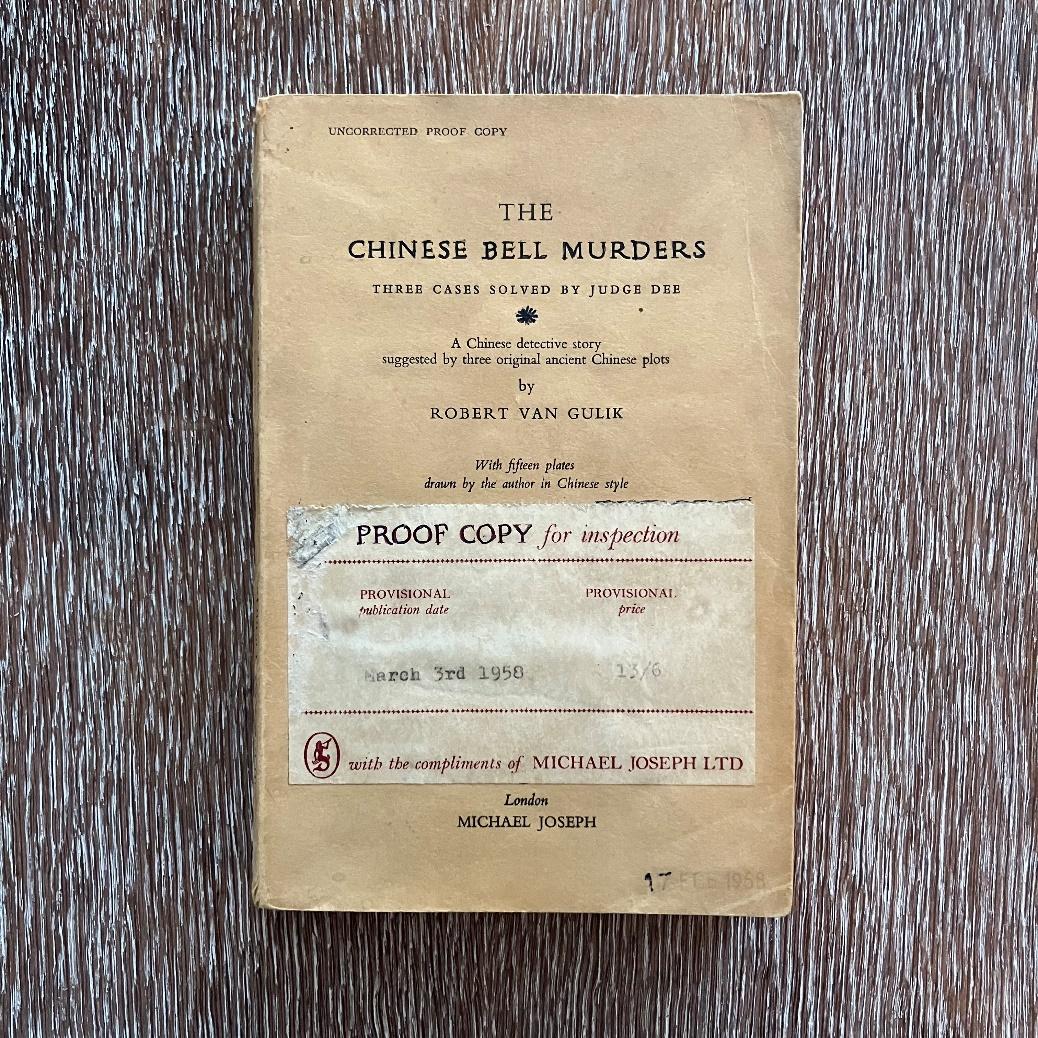 UNCORRECTED PROOF COPY
THE
CHINESE BELL MURDERS
THREE CASES SOLVED BY JUDGE DEE
A Chinese detective story
suggested by three original ancient Chinese plots
by
ROBERT VAN GULIK
With fifteen plates
drawn by the author in Chinese style
PROOF COPY for inspection
PROVISIONAL PROVISIONAL
publication date price
March 3rd 1958 13/6
with the compliments of MICHAEL JOSEPH LTD
London
MICHAEL JOSEPH
17 FEB 1958